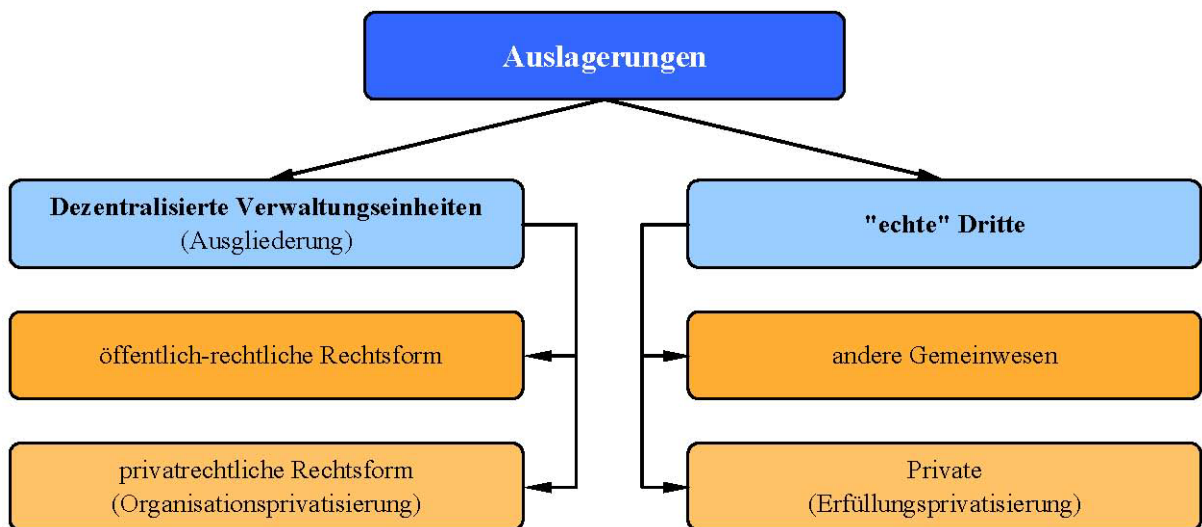 Auslagerungen
Dezentralisierte Verwaltungseinheiten
(Ausgliederung)
"echte" Dritte
öffentlich-rechtliche Rechtsform
andere Gemeinwesen
privatrechtliche Rechtsform
(Organisationsprivatisierung)
Private
(Erfüllungsprivatisierung)